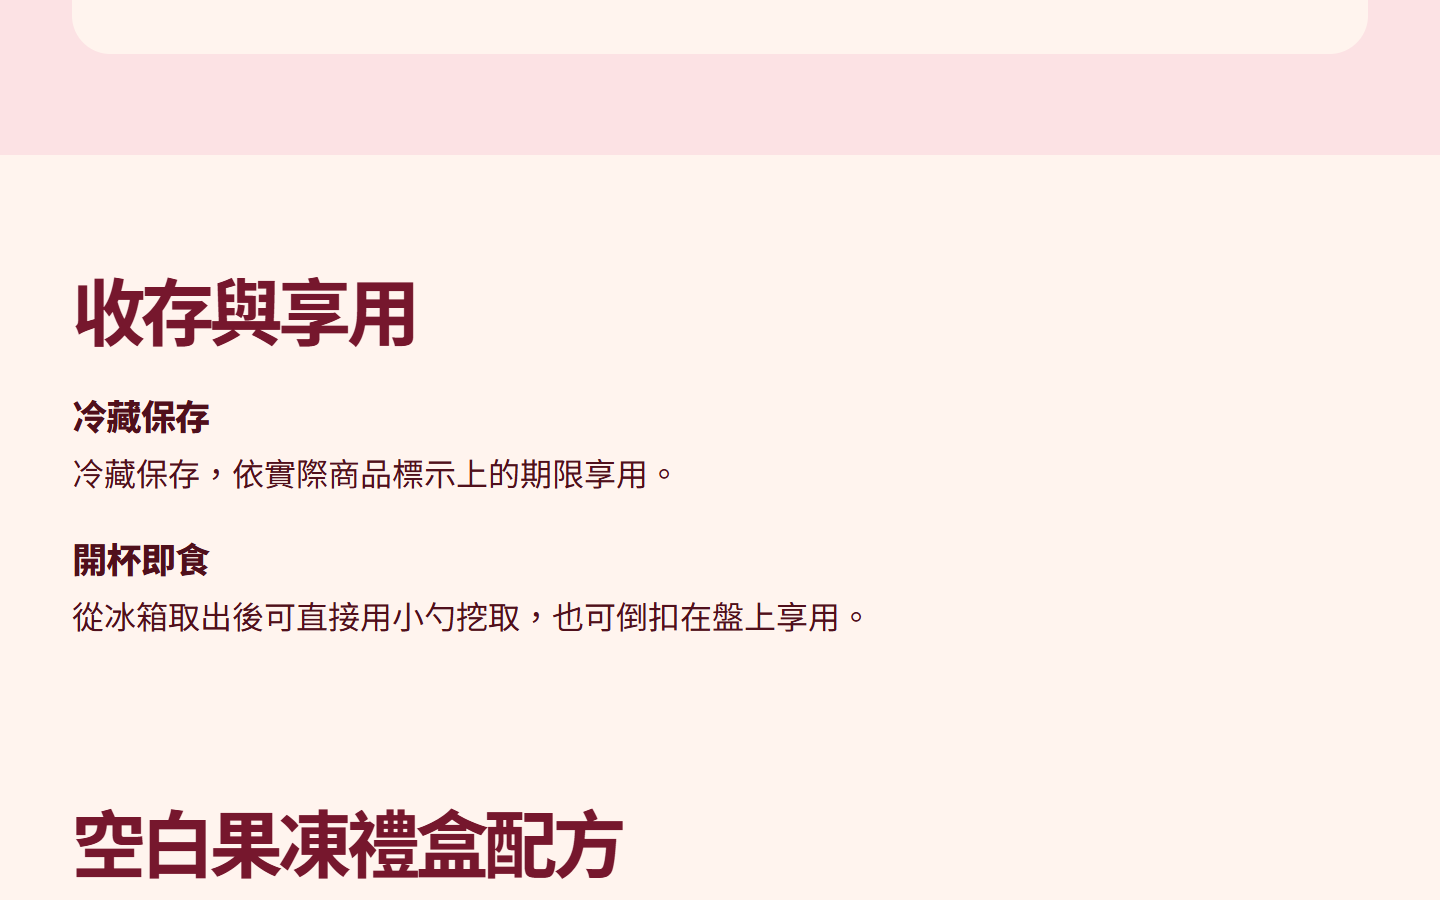 收存與享用
冷藏保存
冷藏保存，依實際商品標示上的期限享用。
開杯即食
從冰箱取出後可直接用小勺挖取，也可倒扣在盤上享用。
空白果凍禮盒配方